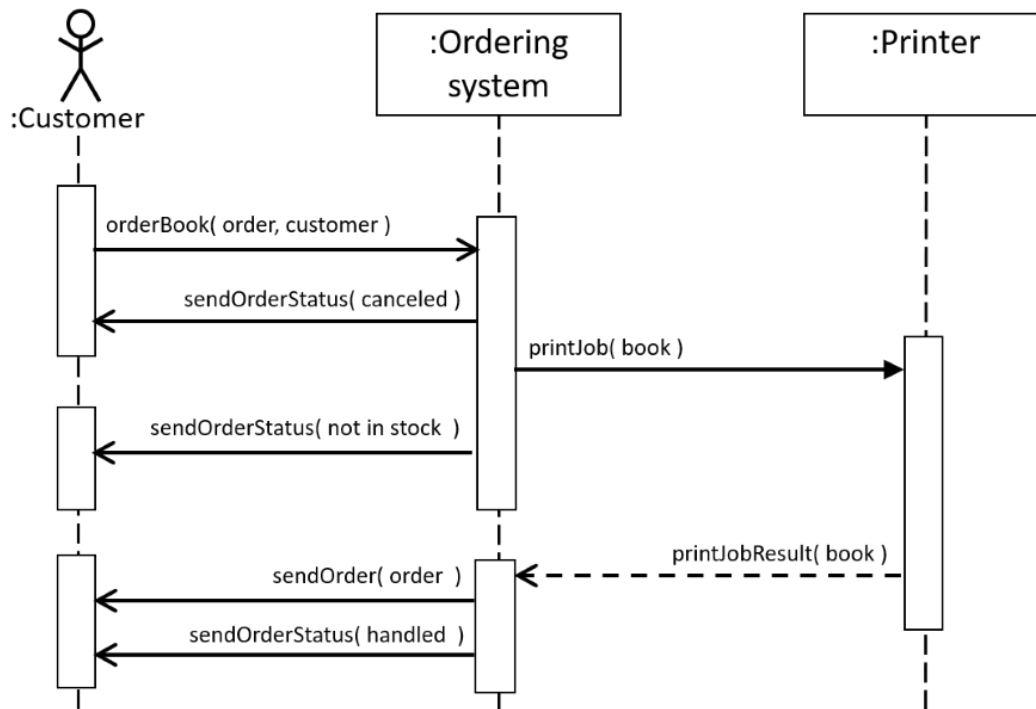 :Customer
:Ordering
system
:Printer
orderBook( order, customer )
sendOrderStatus( canceled )
printJob( book )
sendOrderStatus( not in stock  )
printJobResult( book )
sendOrder( order  )
sendOrderStatus( handled  )